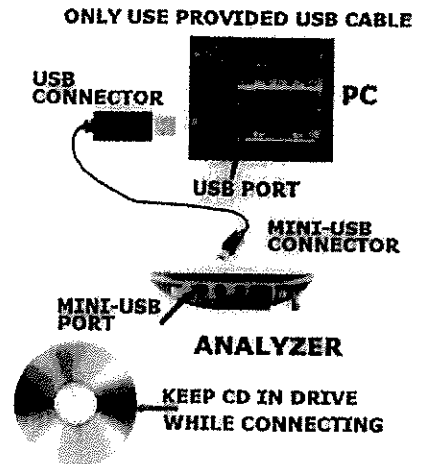 ONLY USE PROVIDED USB CABLE
USB
CONNECTOR
PC
USB PORT
MINI-USB
CONNECTOR
MINI-USB
PORT
ANALYZER
KEEP CD IN DRIVE
WHILE CONNECTING